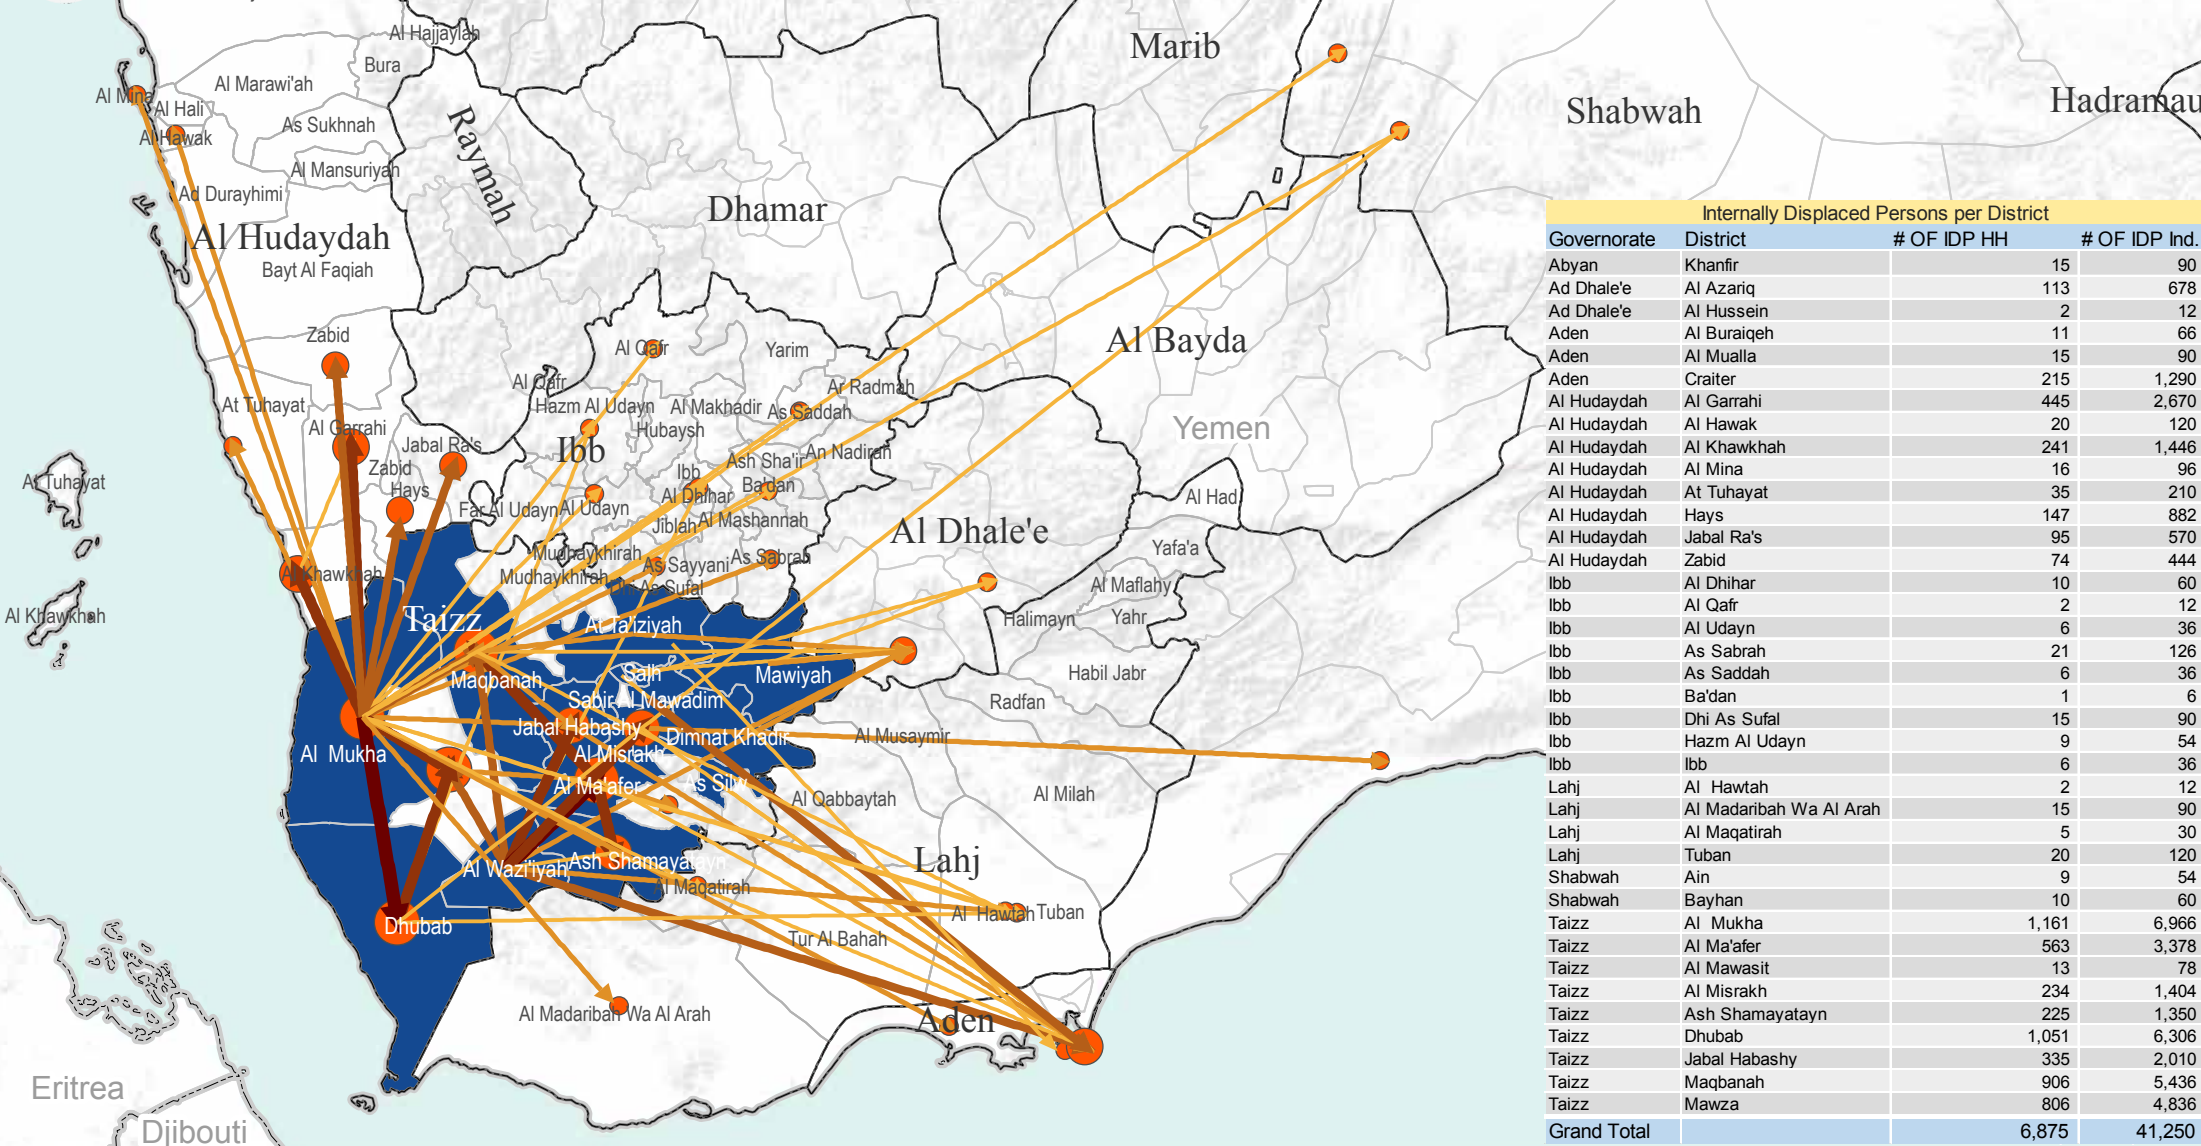 Al Hajjaylah
Bura
Al Marawi'ah
Al Mina
Al Hali
As Sukhnah
Al Hawak
Al Mansuriyah
Ad Durayhimi
Al Hudaydah
Bayt Al Faqiah
Raymah
Dhamar
Marib
Shabwah
Hadramau
Zabid
At Tuhayat
Al Garrahi
Jabal Ra's
Zabid
Hays
Al Khawkhah
At Tuhayat
Al Khawkhah
Al Qafr
Yarim
Al Qafr
Ar Radmah
Hazm Al Udayn
Al Makhadir
As Saddah
Hubaysh
Ibb
An Nadirah
Ash Sha'ir
Ibb
Ba'dan
Al Dhihar
Far Al Udayn
Al Udayn
Jiblah
Al Mashannah
Mudhaykhirah
As Sabrah
As Sayyani
Mudhaykhirah
Dhi As Sufal
Al Bayda
Yemen
Al Had
Al Dhale'e
Yafa'a
Al Maflahy
Halimayn
Yahr
Habil Jabr
Radfan
Al Musaymir
Al Qabbaytah
Al Milah
Taizz
At Ta'iziyah
Salh
Mawiyah
Maqbanah
Sabir Al Mawadim
Jabal Habashy
Dimnat Khadir
Al Misrakh
Al Mukha
Al Ma'afer
As Silw
Al Wazi'iyah
Ash Shamayatayn
Al Maqatirah
Dhubab
Lahj
Al Hawtah
Tuban
Tur Al Bahah
Al Madaribah Wa Al Arah
Aden
Eritrea
Djibouti
Internally Displaced Persons per District
Governorate District # OF IDP HH # OF IDP Ind.
Abyan Khanfir 15 90
Ad Dhale'e Al Azariq 113 678
Ad Dhale'e Al Hussein 2 12
Aden Al Buraiqeh 11 66
Aden Al Mualla 15 90
Aden Craiter 215 1,290
Al Hudaydah Al Garrahi 445 2,670
Al Hudaydah Al Hawak 20 120
Al Hudaydah Al Khawkhah 241 1,446
Al Hudaydah Al Mina 16 96
Al Hudaydah At Tuhayat 35 210
Al Hudaydah Hays 147 882
Al Hudaydah Jabal Ra's 95 570
Al Hudaydah Zabid 74 444
Ibb Al Dhihar 10 60
Ibb Al Qafr 2 12
Ibb Al Udayn 6 36
Ibb As Sabrah 21 126
Ibb As Saddah 6 36
Ibb Ba'dan 1 6
Ibb Dhi As Sufal 15 90
Ibb Hazm Al Udayn 9 54
Ibb Ibb 6 36
Lahj Al Hawtah 2 12
Lahj Al Madaribah Wa Al Arah 15 90
Lahj Al Maqatirah 5 30
Lahj Tuban 20 120
Shabwah Ain 9 54
Shabwah Bayhan 10 60
Taizz Al Mukha 1,161 6,966
Taizz Al Ma'afer 563 3,378
Taizz Al Mawasit 13 78
Taizz Al Misrakh 234 1,404
Taizz Ash Shamayatayn 225 1,350
Taizz Dhubab 1,051 6,306
Taizz Jabal Habashy 335 2,010
Taizz Maqbanah 906 5,436
Taizz Mawza 806 4,836
Grand Total 6,875 41,250